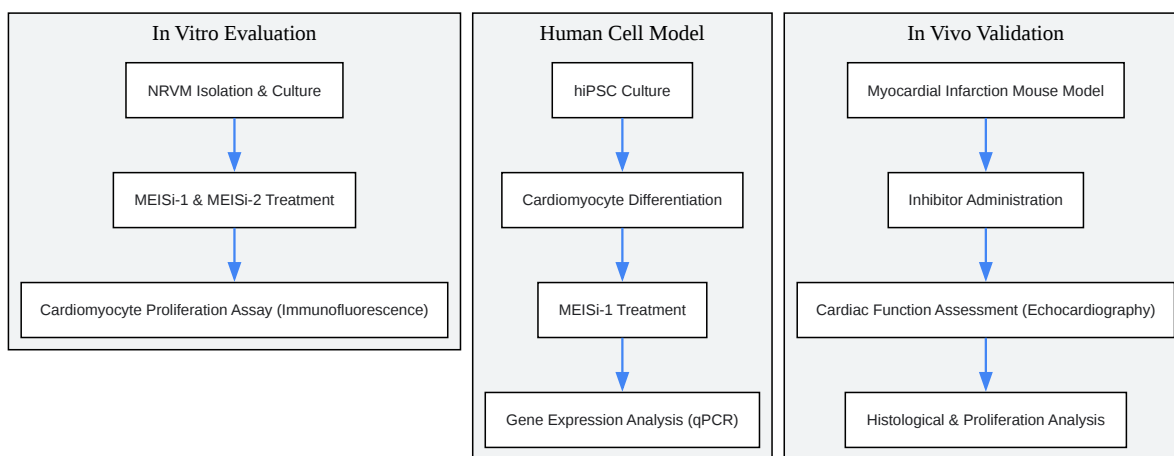 In Vitro Evaluation
NRVM Isolation & Culture
MEISi-1 & MEISi-2 Treatment
Cardiomyocyte Proliferation Assay (Immunofluorescence)
Human Cell Model
hiPSC Culture
Cardiomyocyte Differentiation
MEISi-1 Treatment
Gene Expression Analysis (qPCR)
In Vivo Validation
Myocardial Infarction Mouse Model
Inhibitor Administration
Cardiac Function Assessment (Echocardiography)
Histological & Proliferation Analysis